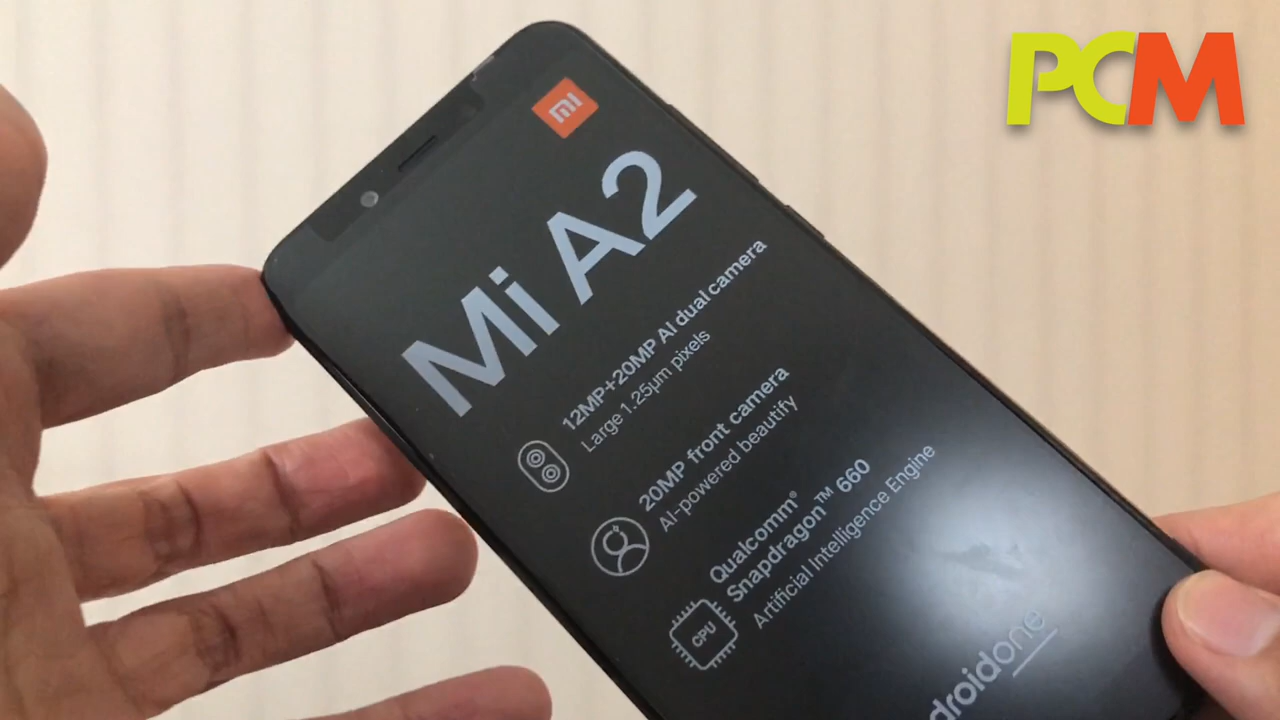 PCM
MI
Mi A2
12MP+20MP AI dual camera
Large 1.25μm pixels
20MP front camera
AI-powered beautify
Qualcomm®
Snapdragon™ 660
Artificial Intelligence Engine
CPU
droidone